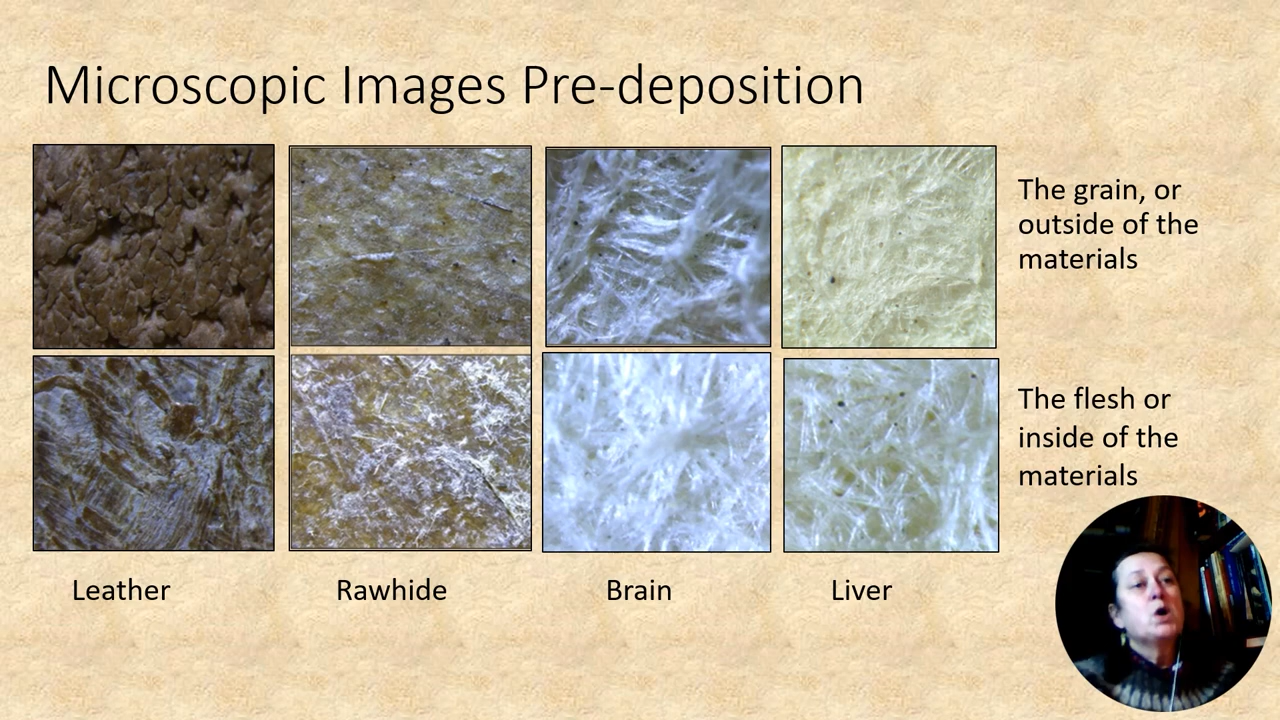 Microscopic Images Pre-deposition
The grain, or
outside of the
materials
The flesh or
inside of the
materials
Leather
Rawhide
Brain
Liver